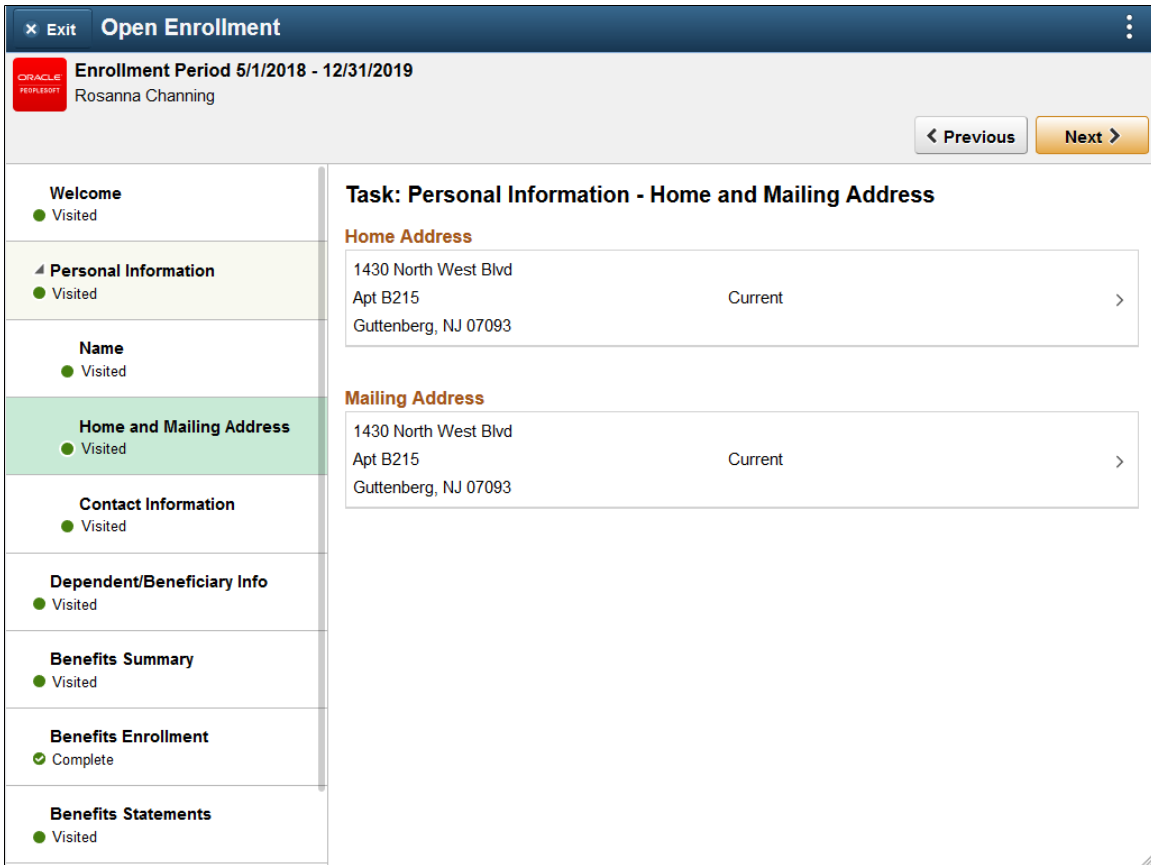 × Exit Open Enrollment
ORACLE
PEOPLESOFT
Enrollment Period 5/1/2018 - 12/31/2019
Rosanna Channing
Previous Next
Welcome
Visited
Personal Information
Visited
Name
Visited
Home and Mailing Address
Visited
Contact Information
Visited
Dependent/Beneficiary Info
Visited
Benefits Summary
Visited
Benefits Enrollment
Complete
Benefits Statements
Visited
Task: Personal Information - Home and Mailing Address
Home Address
1430 North West Blvd
Apt B215 Current
Guttenberg, NJ 07093
Mailing Address
1430 North West Blvd
Apt B215 Current
Guttenberg, NJ 07093